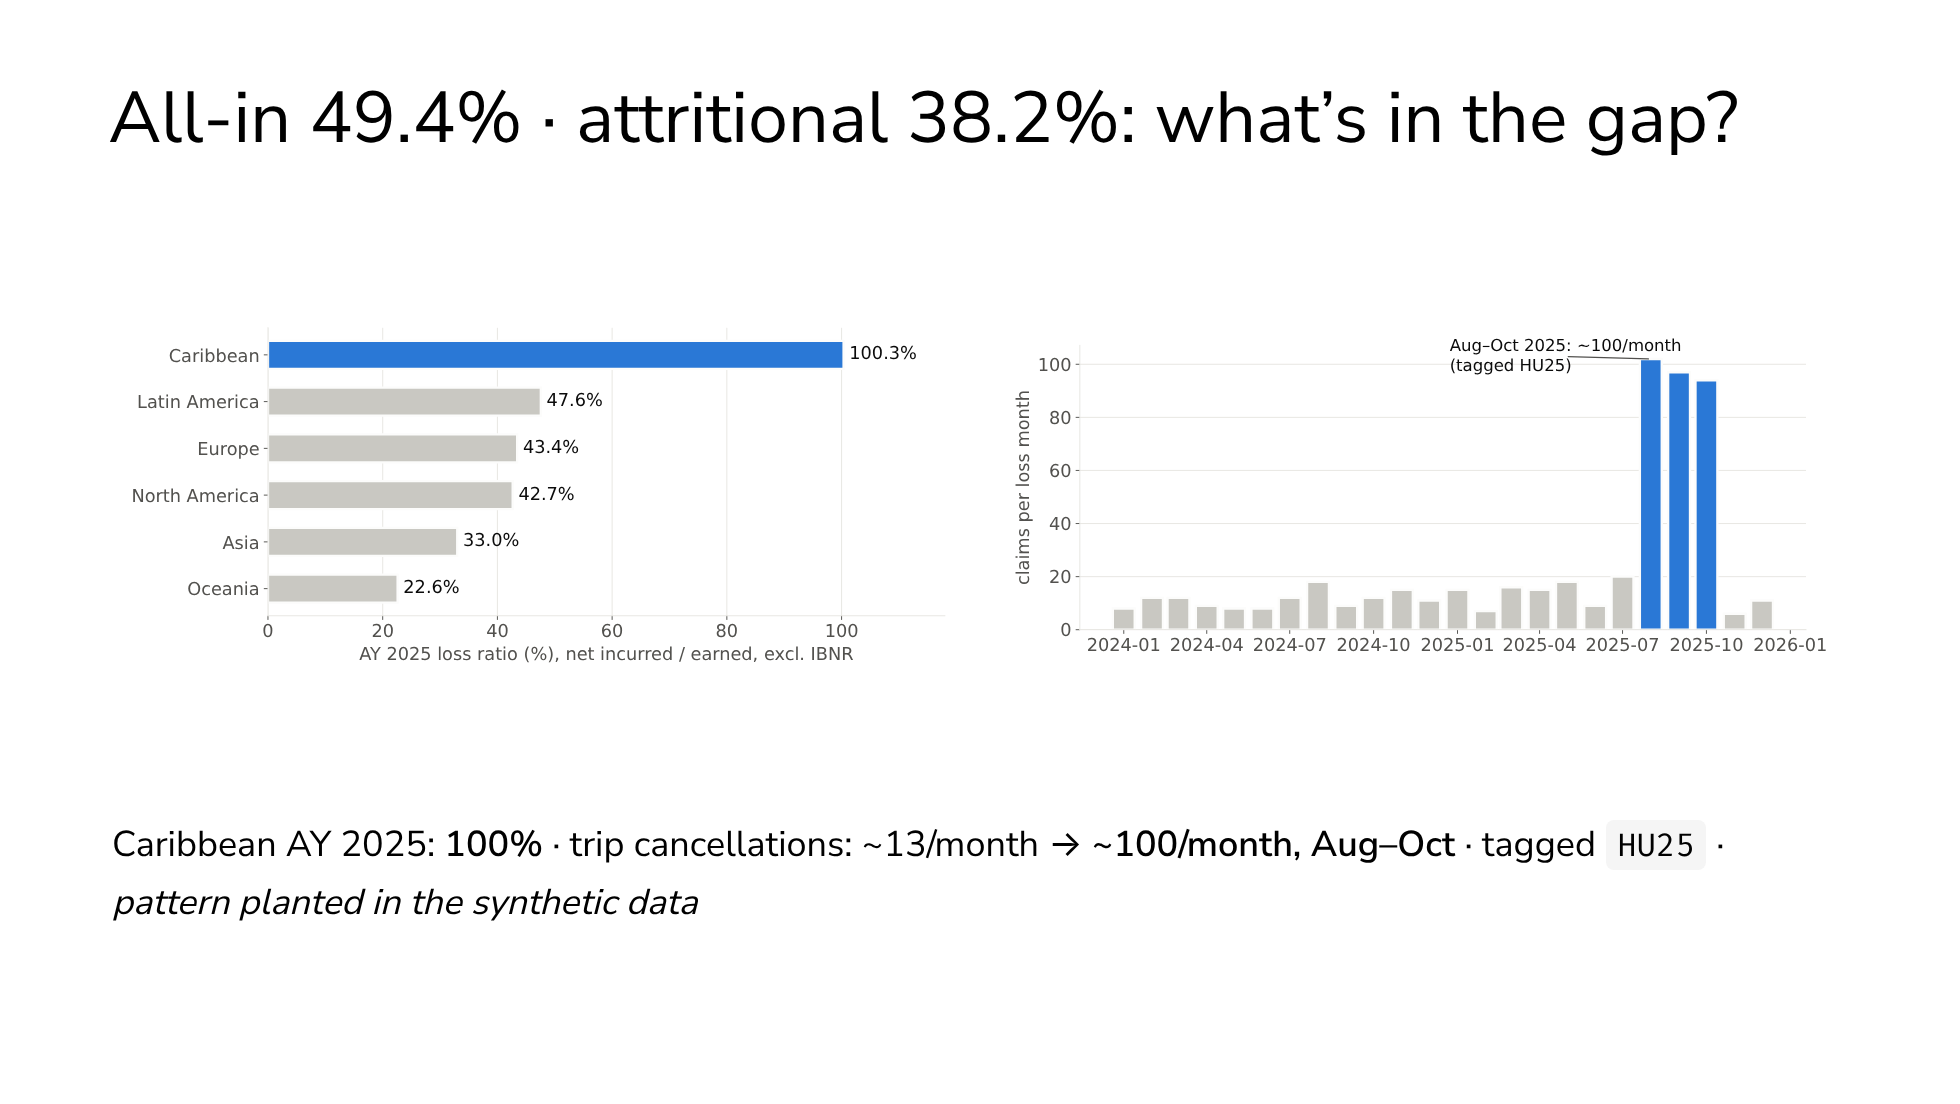 All-in 49.4% · attritional 38.2%: what’s in the gap?
Caribbean 100.3%
Latin America 47.6%
Europe 43.4%
North America 42.7%
Asia 33.0%
Oceania 22.6%
0 20 40 60 80 100
AY 2025 loss ratio (%), net incurred / earned, excl. IBNR
Aug–Oct 2025: ~100/month
(tagged HU25)
claims per loss month
100
80
60
40
20
0
2024-01 2024-04 2024-07 2024-10 2025-01 2025-04 2025-07 2025-10 2026-01
Caribbean AY 2025: 100% · trip cancellations: ~13/month → ~100/month, Aug–Oct · tagged HU25 ·
pattern planted in the synthetic data